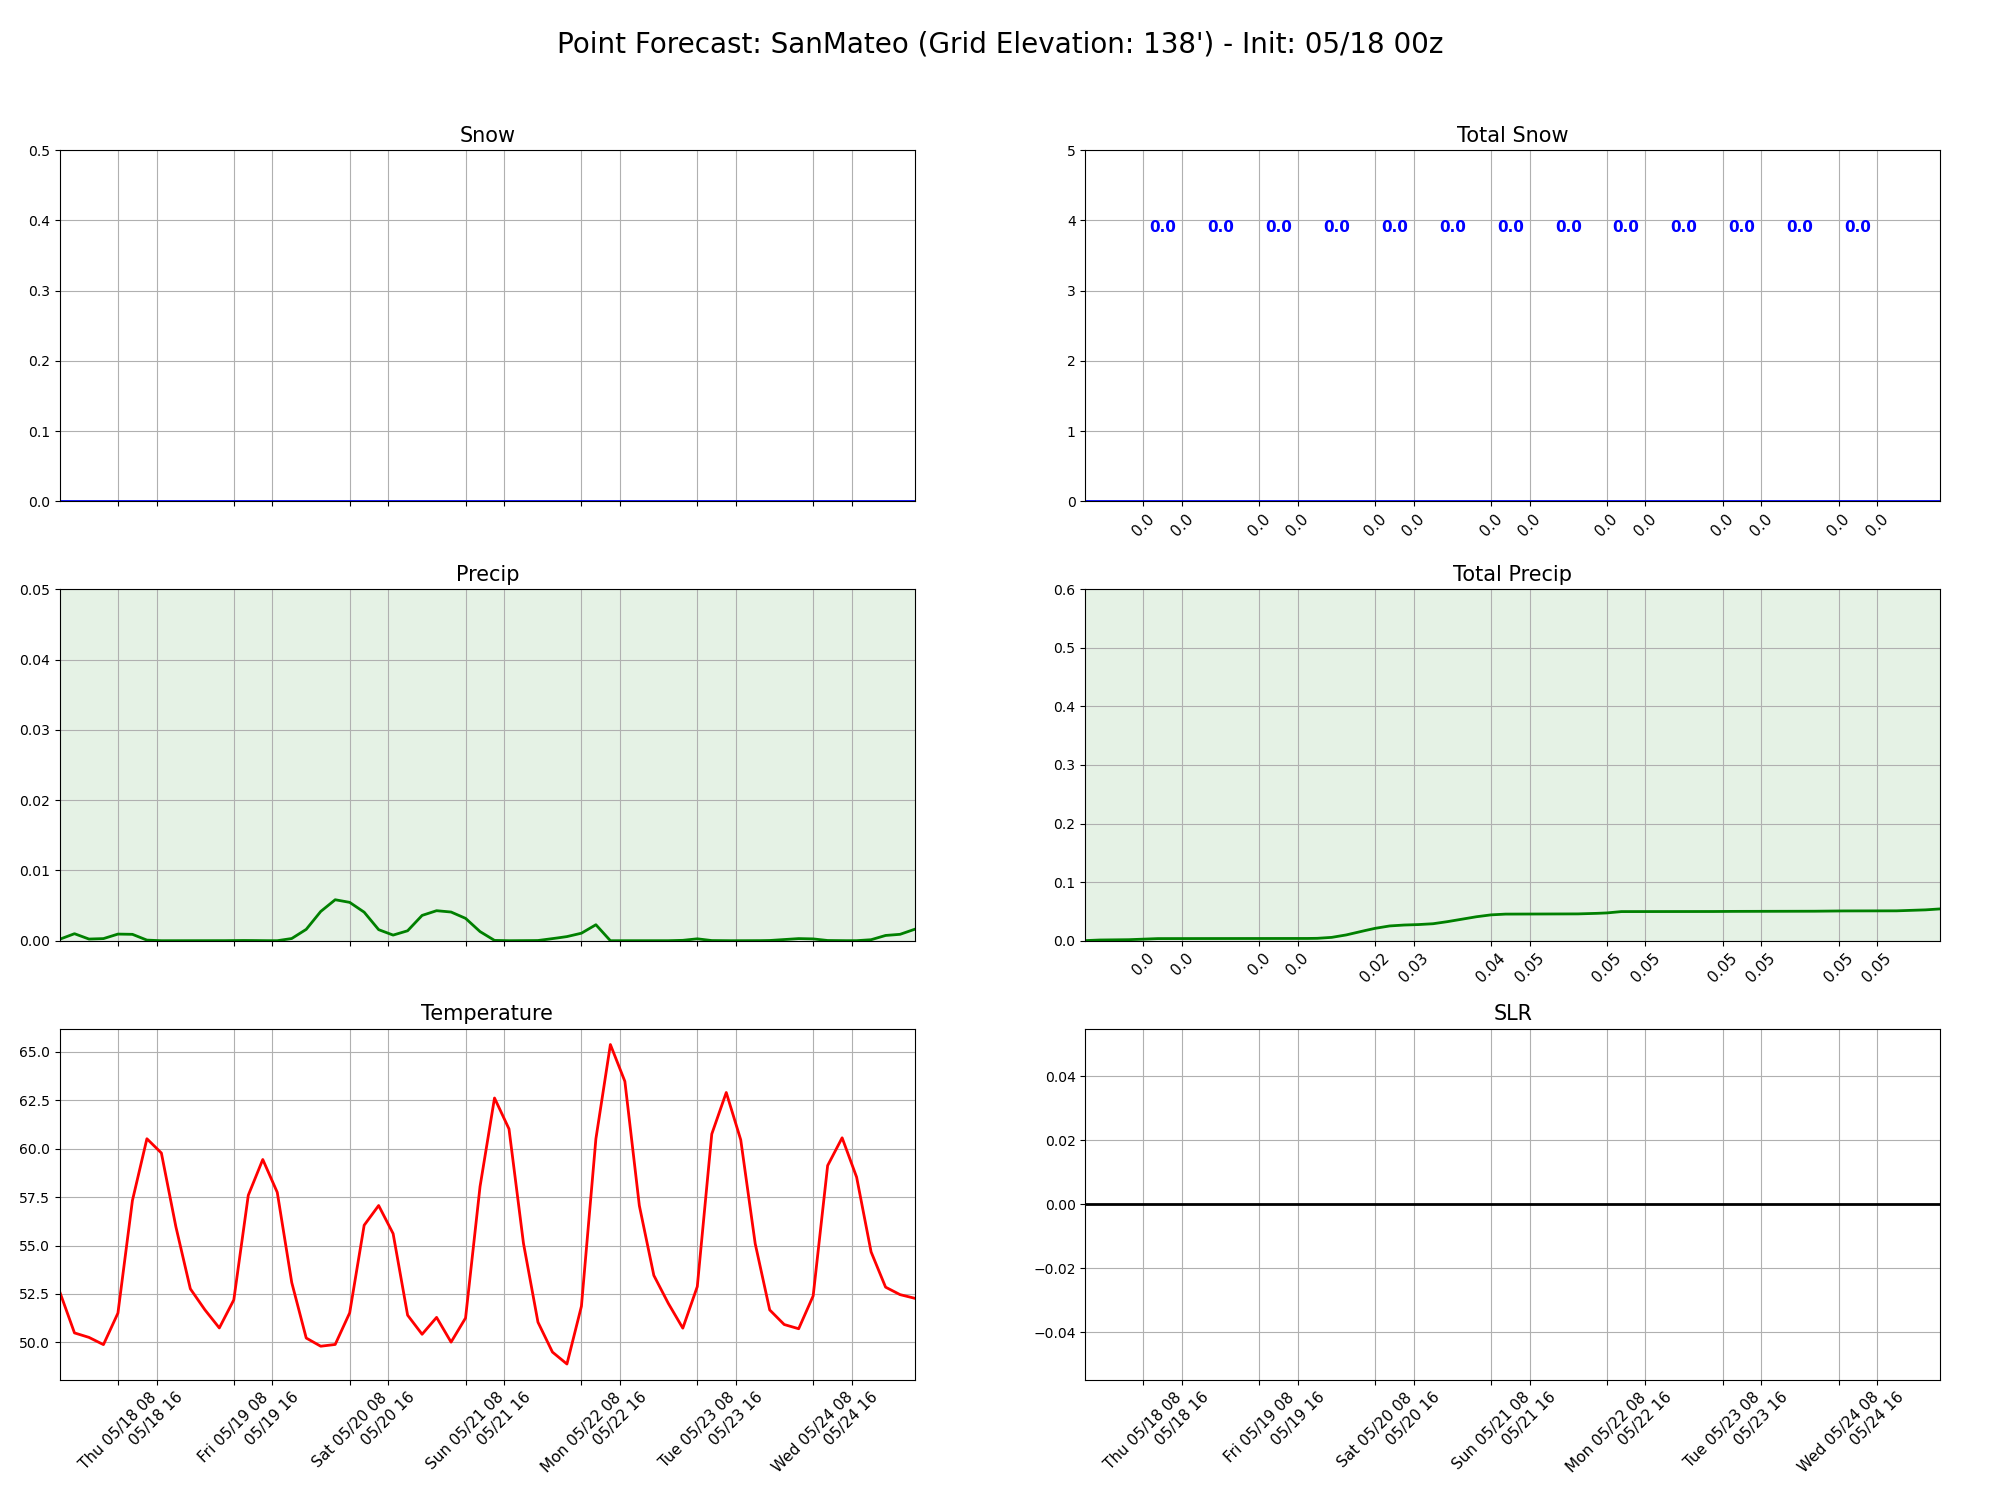 Point Forecast: SanMateo (Grid Elevation: 138') - Init: 05/18 00z
Snow
0.5
0.4
0.3
0.2
0.1
0.0
Total Snow
5
4
3
2
1
0
0.0 0.0 0.0 0.0 0.0 0.0 0.0 0.0 0.0 0.0 0.0 0.0 0.0
0.0 0.0 0.0 0.0 0.0 0.0 0.0 0.0 0.0 0.0 0.0 0.0 0.0 0.0
Precip
0.05
0.04
0.03
0.02
0.01
0.00
Total Precip
0.6
0.5
0.4
0.3
0.2
0.1
0.0
0.0 0.0 0.0 0.0 0.02 0.03 0.04 0.05 0.05 0.05 0.05 0.05 0.05 0.05
Temperature
65.0
62.5
60.0
57.5
55.0
52.5
50.0
Thu 05/18 08
05/18 16
Fri 05/19 08
05/19 16
Sat 05/20 08
05/20 16
Sun 05/21 08
05/21 16
Mon 05/22 08
05/22 16
Tue 05/23 08
05/23 16
Wed 05/24 08
05/24 16
SLR
0.04
0.02
0.00
−0.02
−0.04
Thu 05/18 08
05/18 16
Fri 05/19 08
05/19 16
Sat 05/20 08
05/20 16
Sun 05/21 08
05/21 16
Mon 05/22 08
05/22 16
Tue 05/23 08
05/23 16
Wed 05/24 08
05/24 16